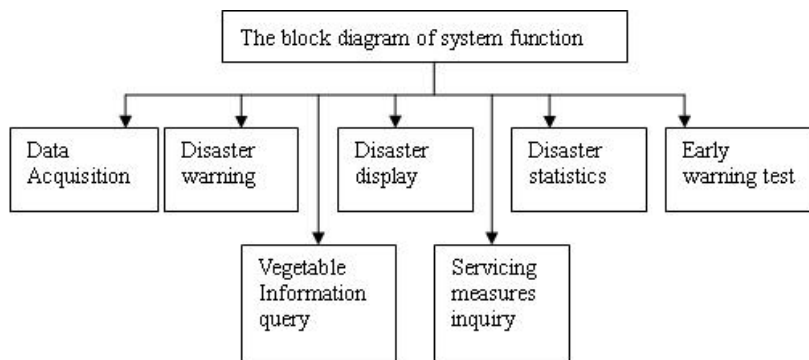 The block diagram of system function
Data
Acquisition
Disaster
warning
Disaster
display
Disaster
statistics
Early
warning test
Vegetable
Information
query
Servicing
measures
inquiry